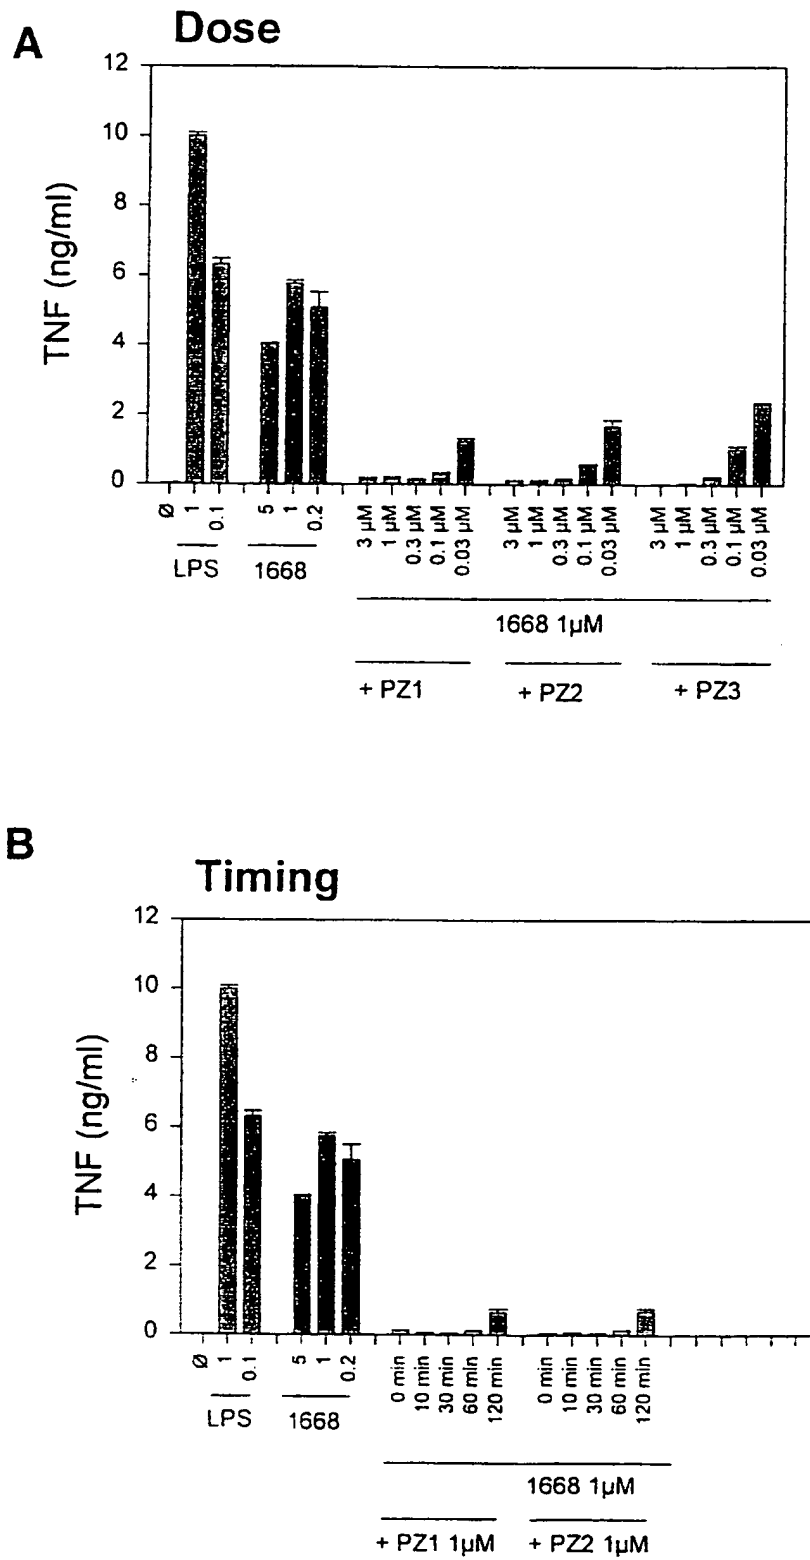 A
Dose
TNF (ng/ml)
12
10
8
6
4
2
0
Ø 1 0.1 5 1 0.2 3 µM 1 µM 0.3 µM 0.1 µM 0.03 µM 3 µM 1 µM 0.3 µM 0.1 µM 0.03 µM 3 µM 1 µM 0.3 µM 0.1 µM 0.03 µM
LPS 1668
1668 1µM
+ PZ1 + PZ2 + PZ3
B
Timing
TNF (ng/ml)
12
10
8
6
4
2
0
Ø 1 0.1 5 1 0.2 0 min 10 min 30 min 60 min 120 min 0 min 10 min 30 min 60 min 120 min
LPS 1668
1668 1µM
+ PZ1 1µM + PZ2 1µM